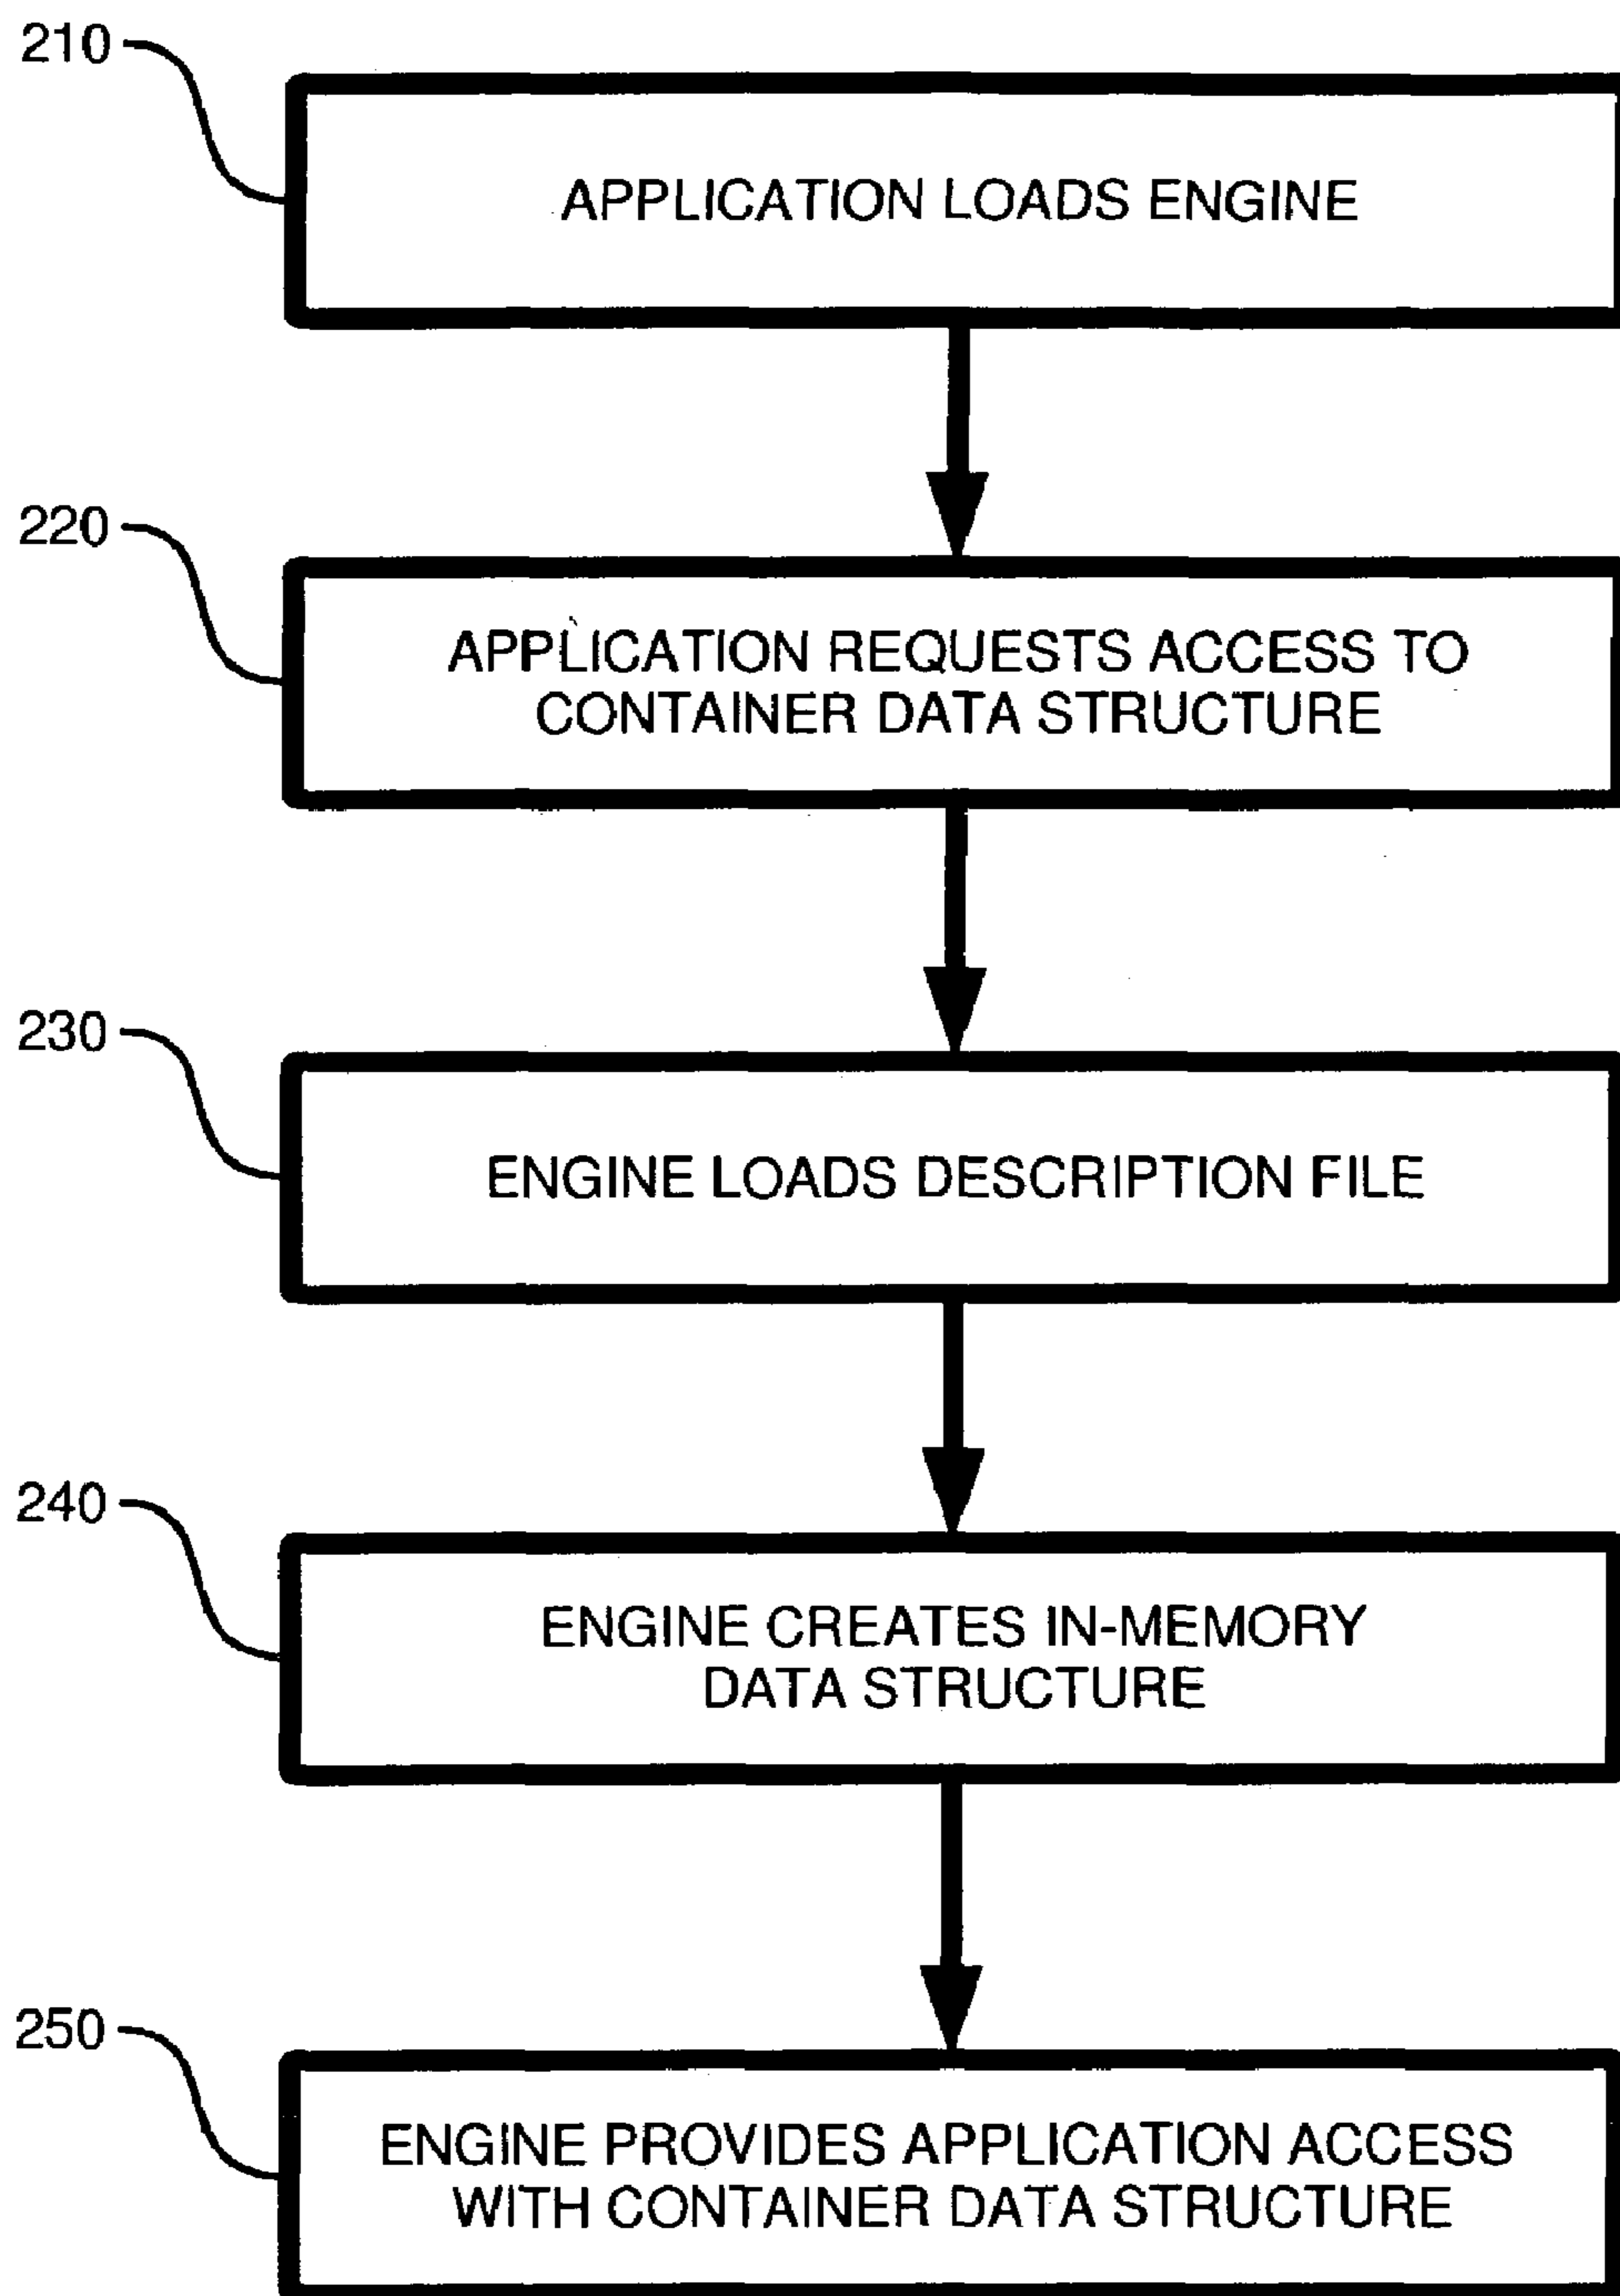 210
APPLICATION LOADS ENGINE
220
APPLICATION REQUESTS ACCESS TO
CONTAINER DATA STRUCTURE
230
ENGINE LOADS DESCRIPTION FILE
240
ENGINE CREATES IN-MEMORY
DATA STRUCTURE
250
ENGINE PROVIDES APPLICATION ACCESS
WITH CONTAINER DATA STRUCTURE